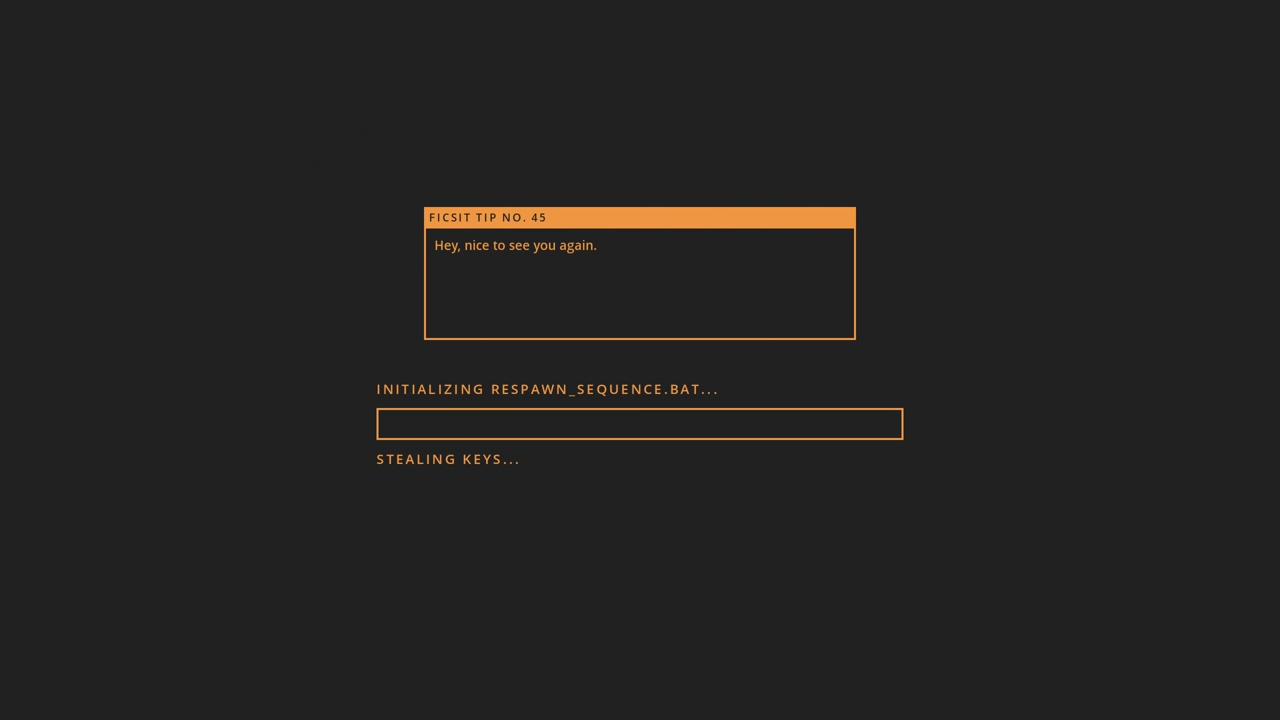 FICSIT TIP NO. 45
Hey, nice to see you again.
INITIALIZING RESPAWN_SEQUENCE.BAT...
STEALING KEYS...